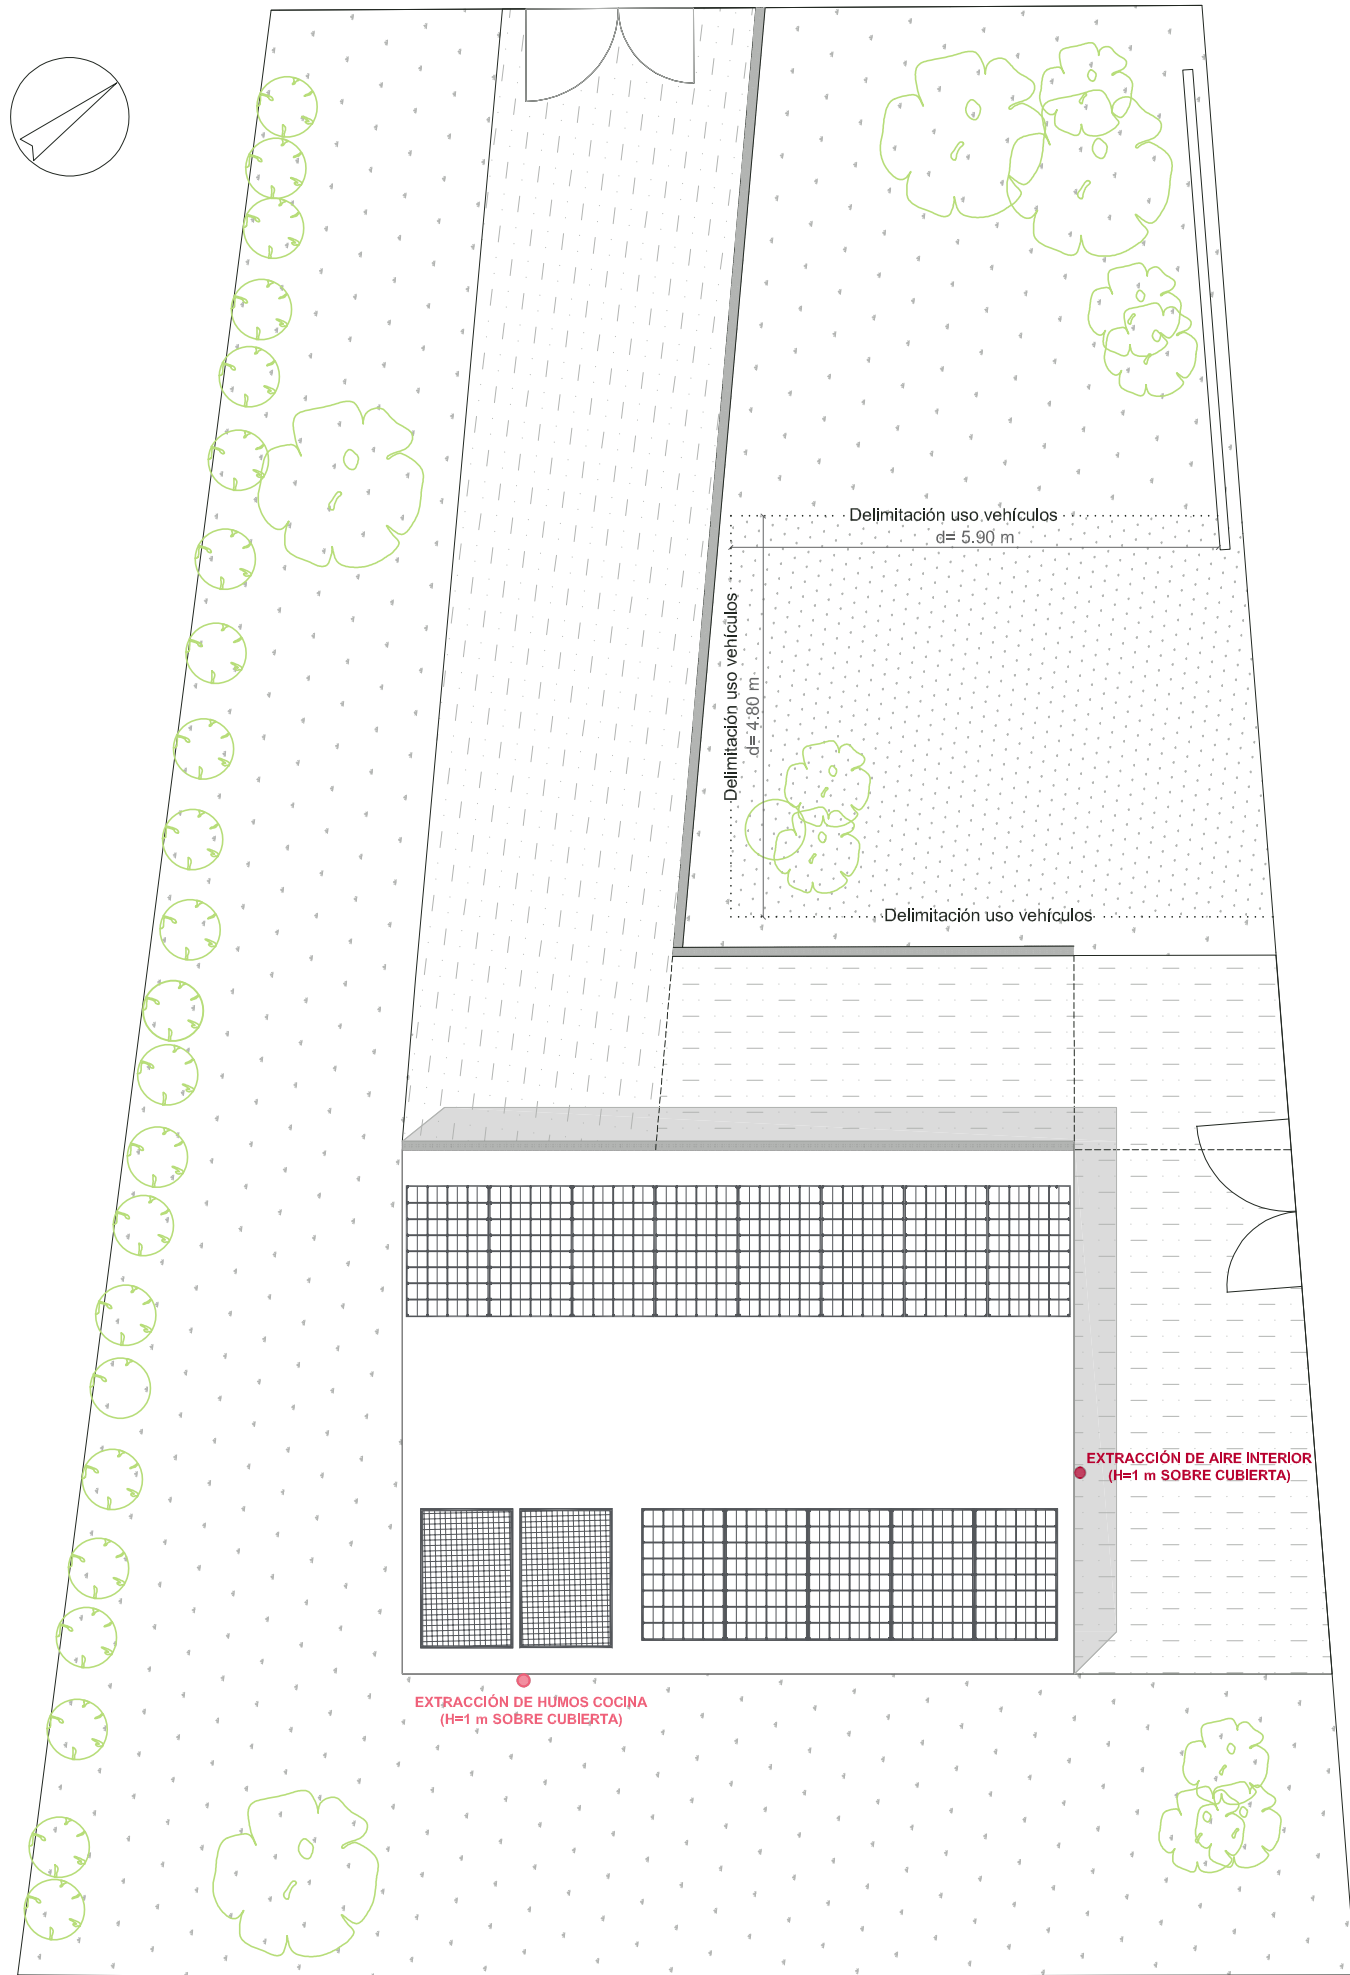 Delimitación uso vehículos
d= 5.90 m
Delimitación uso vehículos
d= 4.80 m
Delimitación uso vehículos
EXTRACCIÓN DE AIRE INTERIOR
(H=1 m SOBRE CUBIERTA)
EXTRACCIÓN DE HUMOS COCINA
(H=1 m SOBRE CUBIERTA)